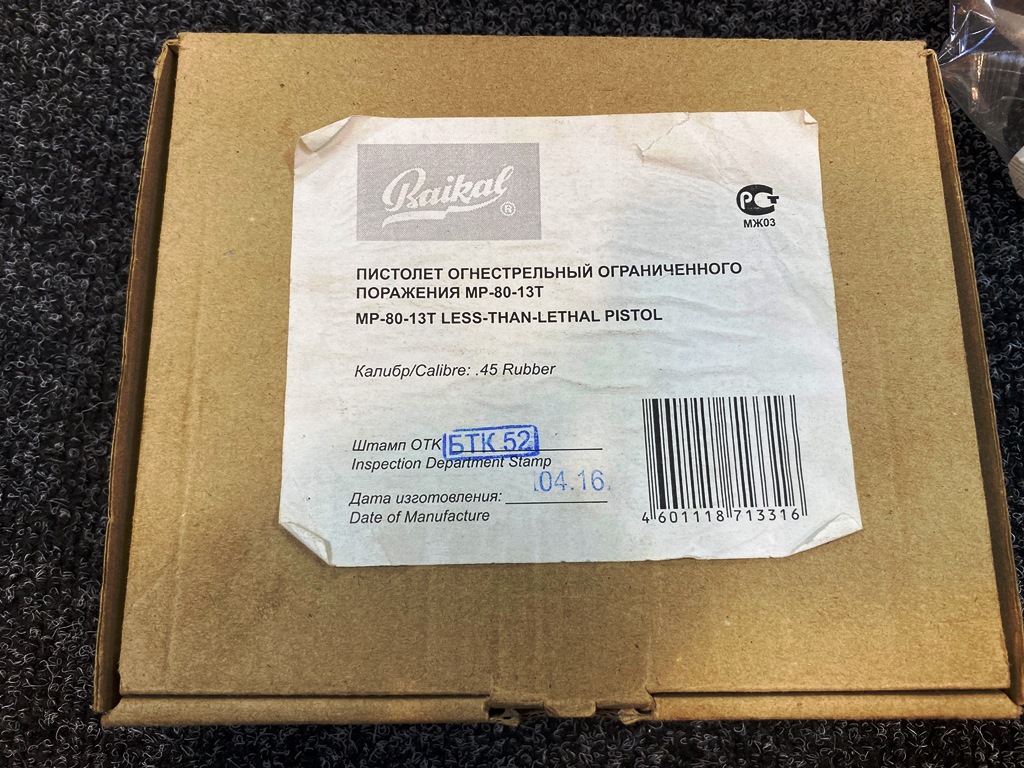 Baikal ®
РСТ
МЖ03
ПИСТОЛЕТ ОГНЕСТРЕЛЬНЫЙ ОГРАНИЧЕННОГО
ПОРАЖЕНИЯ МР-80-13Т
MP-80-13T LESS-THAN-LETHAL PISTOL
Калибр/Calibre: .45 Rubber
Штамп ОТК БТК 52
Inspection Department Stamp
04.16.
Дата изготовления:
Date of Manufacture
4 601118 713316